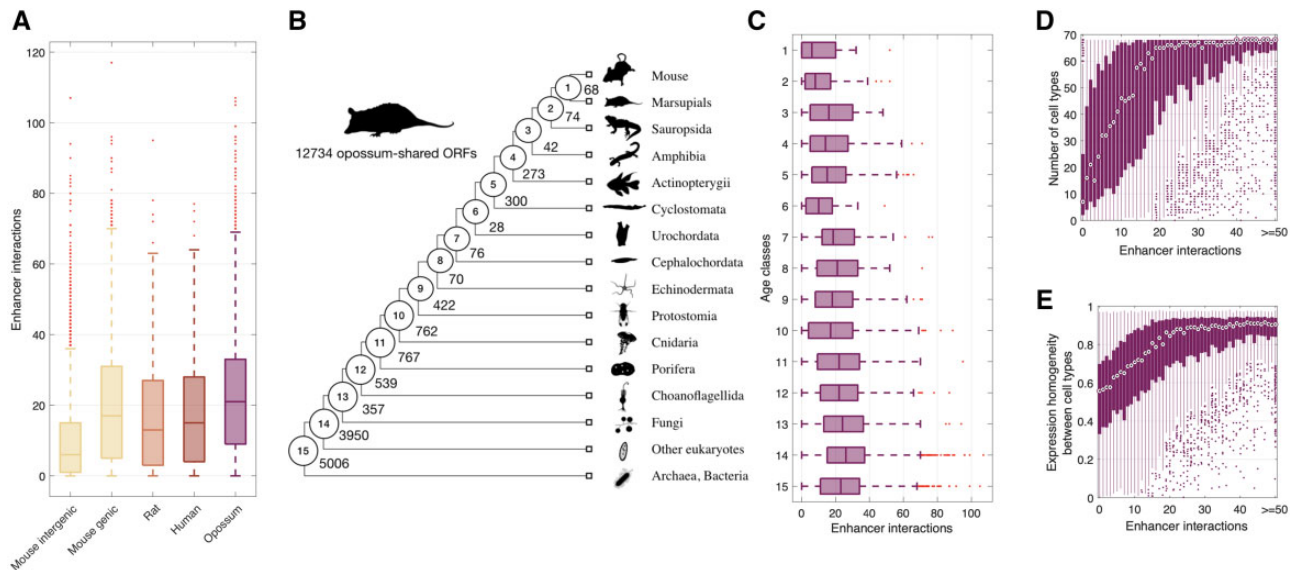 A
Enhancer interactions
120
100
80
60
40
20
0
Mouse intergenic
Mouse genic
Rat
Human
Opossum
B
12734 opossum-shared ORFs
1
68
2
74
3
42
4
273
5
300
6
28
7
76
8
70
9
422
10
762
11
767
12
539
13
357
14
3950
15
5006
Mouse
Marsupials
Sauropsida
Amphibia
Actinopterygii
Cyclostomata
Urochordata
Cephalochordata
Echinodermata
Protostomia
Cnidaria
Porifera
Choanoflagellida
Fungi
Other eukaryotes
Archaea, Bacteria
C
Age classes
1
2
3
4
5
6
7
8
9
10
11
12
13
14
15
0 20 40 60 80 100
Enhancer interactions
D
Number of cell types
70
60
50
40
30
20
10
0
0 10 20 30 40 >=50
Enhancer interactions
E
Expression homogeneity
between cell types
1
0.8
0.6
0.4
0.2
0
0 10 20 30 40 >=50
Enhancer interactions